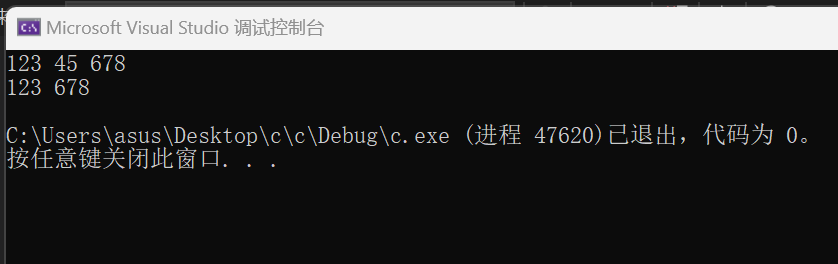 Microsoft Visual Studio 调试控制台
123 45 678
123 678
C:\Users\asus\Desktop\c\c\Debug\c.exe (进程 47620)已退出，代码为 0。
按任意键关闭此窗口. . .